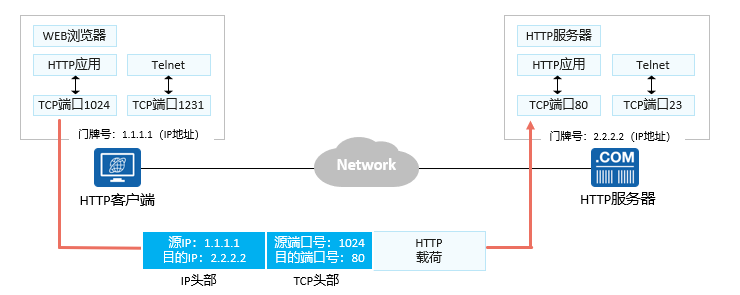 WEB浏览器
HTTP应用
Telnet
TCP端口1024
TCP端口1231
门牌号：1.1.1.1（IP地址）
HTTP客户端
Network
HTTP服务器
HTTP应用
Telnet
TCP端口80
TCP端口23
门牌号：2.2.2.2（IP地址）
.COM
HTTP服务器
源IP：1.1.1.1
目的IP：2.2.2.2
源端口号：1024
目的端口号：80
HTTP
载荷
IP头部
TCP头部